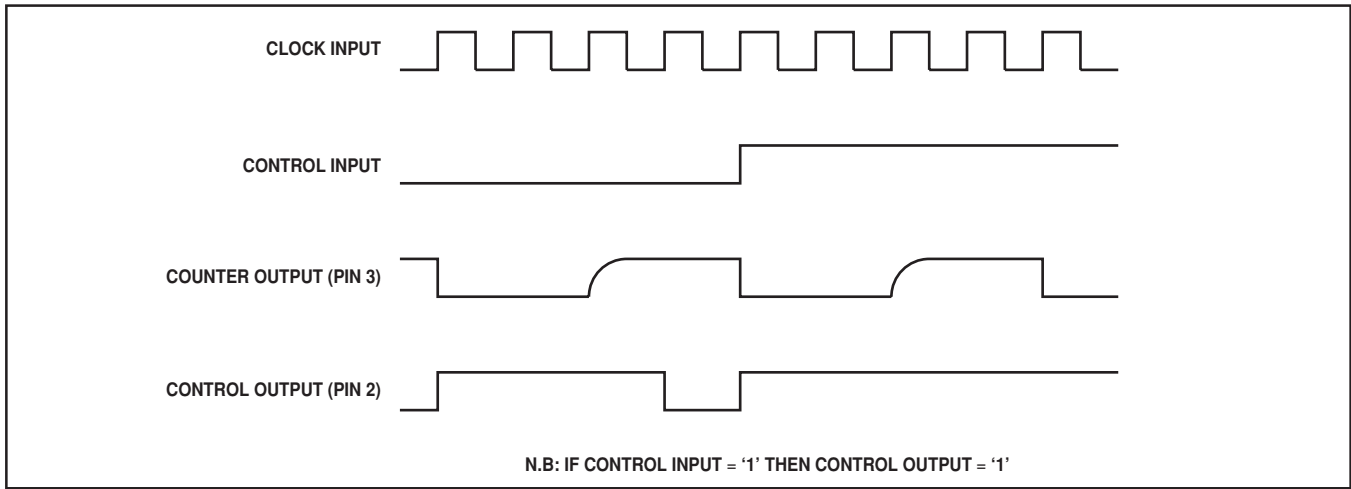 CLOCK INPUT
CONTROL INPUT
COUNTER OUTPUT (PIN 3)
CONTROL OUTPUT (PIN 2)
N.B: IF CONTROL INPUT = ‘1’ THEN CONTROL OUTPUT = ‘1’